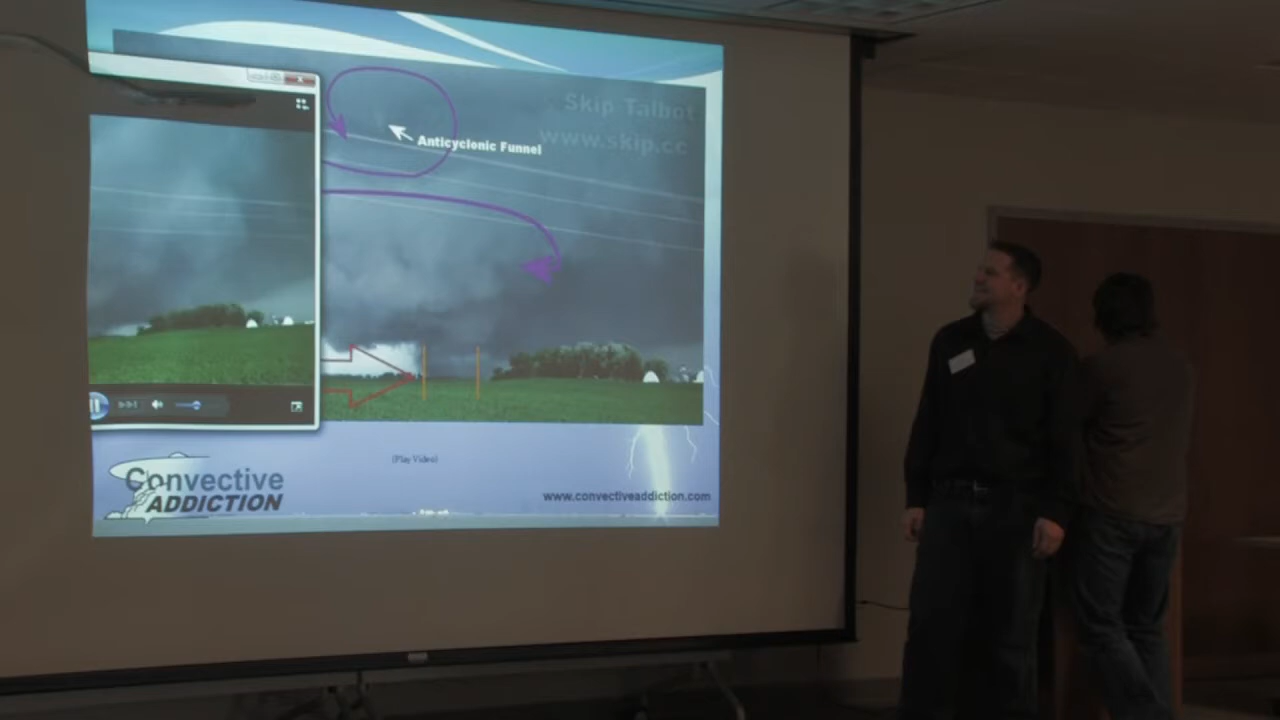 Skip Talbot
www.skip.cc
Anticyclonic Funnel
(Play Video)
Convective
ADDICTION
www.convectiveaddiction.com